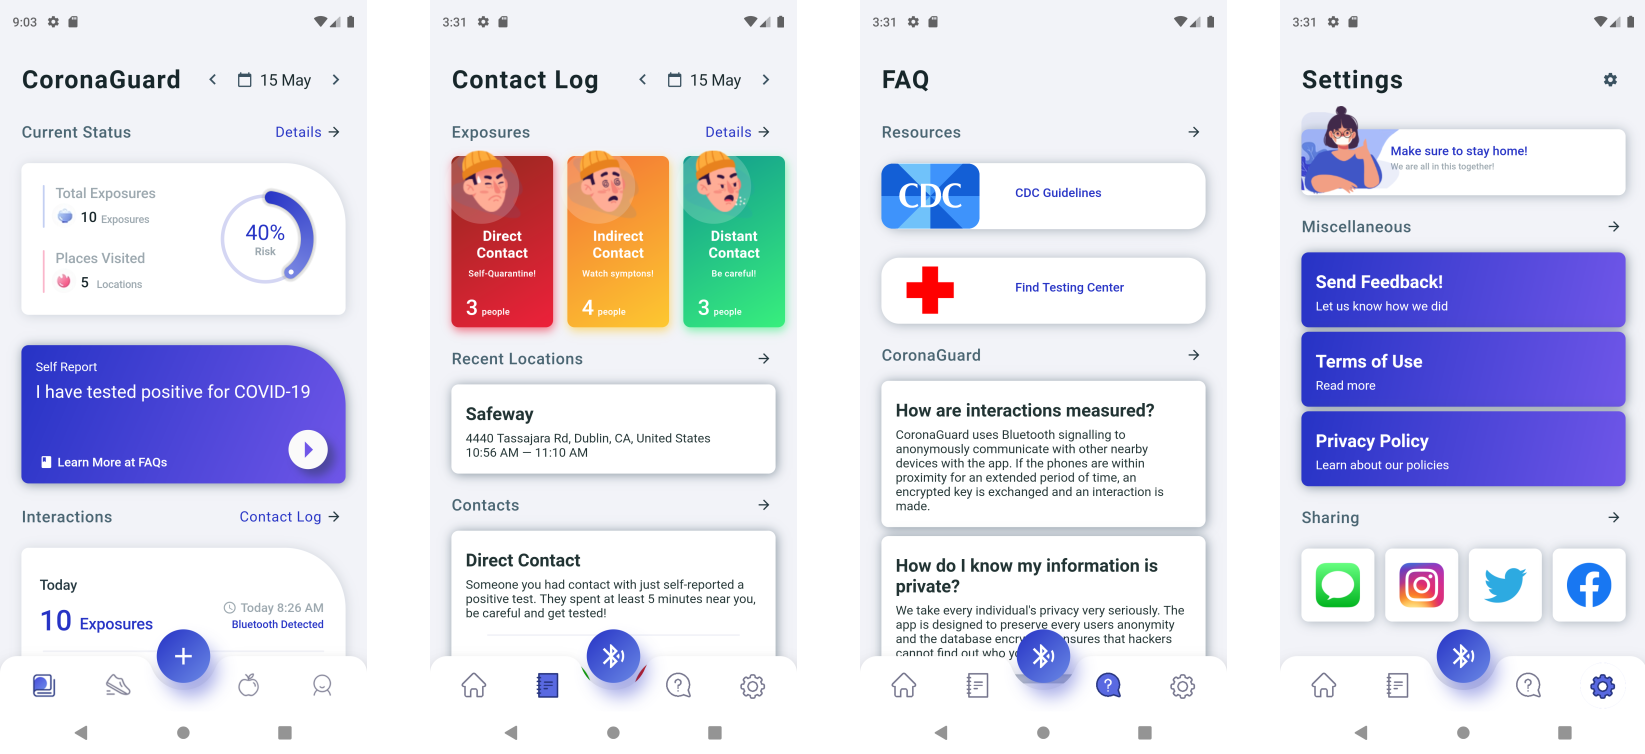 9:03
CoronaGuard
15 May
Current Status
Details
Total Exposures
10 Exposures
Places Visited
5 Locations
40%
Risk
Self Report
I have tested positive for COVID-19
Learn More at FAQs
Interactions
Contact Log
Today
10 Exposures
Today 8:26 AM
Bluetooth Detected
3:31
Contact Log
15 May
Exposures
Details
Direct
Contact
Self-Quarantine!
3 people
Indirect
Contact
Watch symptons!
4 people
Distant
Contact
Be careful!
3 people
Recent Locations
Safeway
4440 Tassajara Rd, Dublin, CA, United States
10:56 AM — 11:10 AM
Contacts
Direct Contact
Someone you had contact with just self-reported a
positive test. They spent at least 5 minutes near you,
be careful and get tested!
3:31
FAQ
Resources
CDC
CDC Guidelines
Find Testing Center
CoronaGuard
How are interactions measured?
CoronaGuard uses Bluetooth signalling to
anonymously communicate with other nearby
devices with the app. If the phones are within
proximity for an extended period of time, an
encrypted key is exchanged and an interaction is
made.
How do I know my information is
private?
We take every individual's privacy very seriously. The
app is designed to preserve every users anonymity
and the database ensures that hackers
cannot find out who
3:31
Settings
Make sure to stay home!
We are all in this together!
Miscellaneous
Send Feedback!
Let us know how we did
Terms of Use
Read more
Privacy Policy
Learn about our policies
Sharing